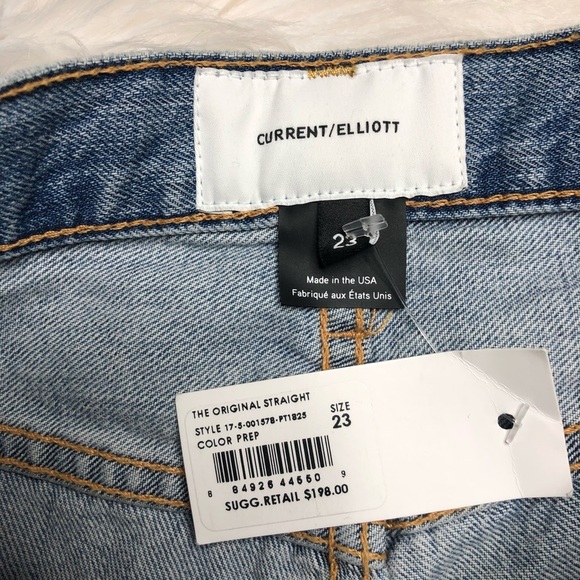 CURRENT/ELLIOTT
23
Made in the USA
Fabriqué aux États Unis
THE ORIGINAL STRAIGHT
STYLE 17-5-001578-PT1B25
COLOR PREP
SIZE
23
8 84926 44560 9
SUGG.RETAIL $198.00